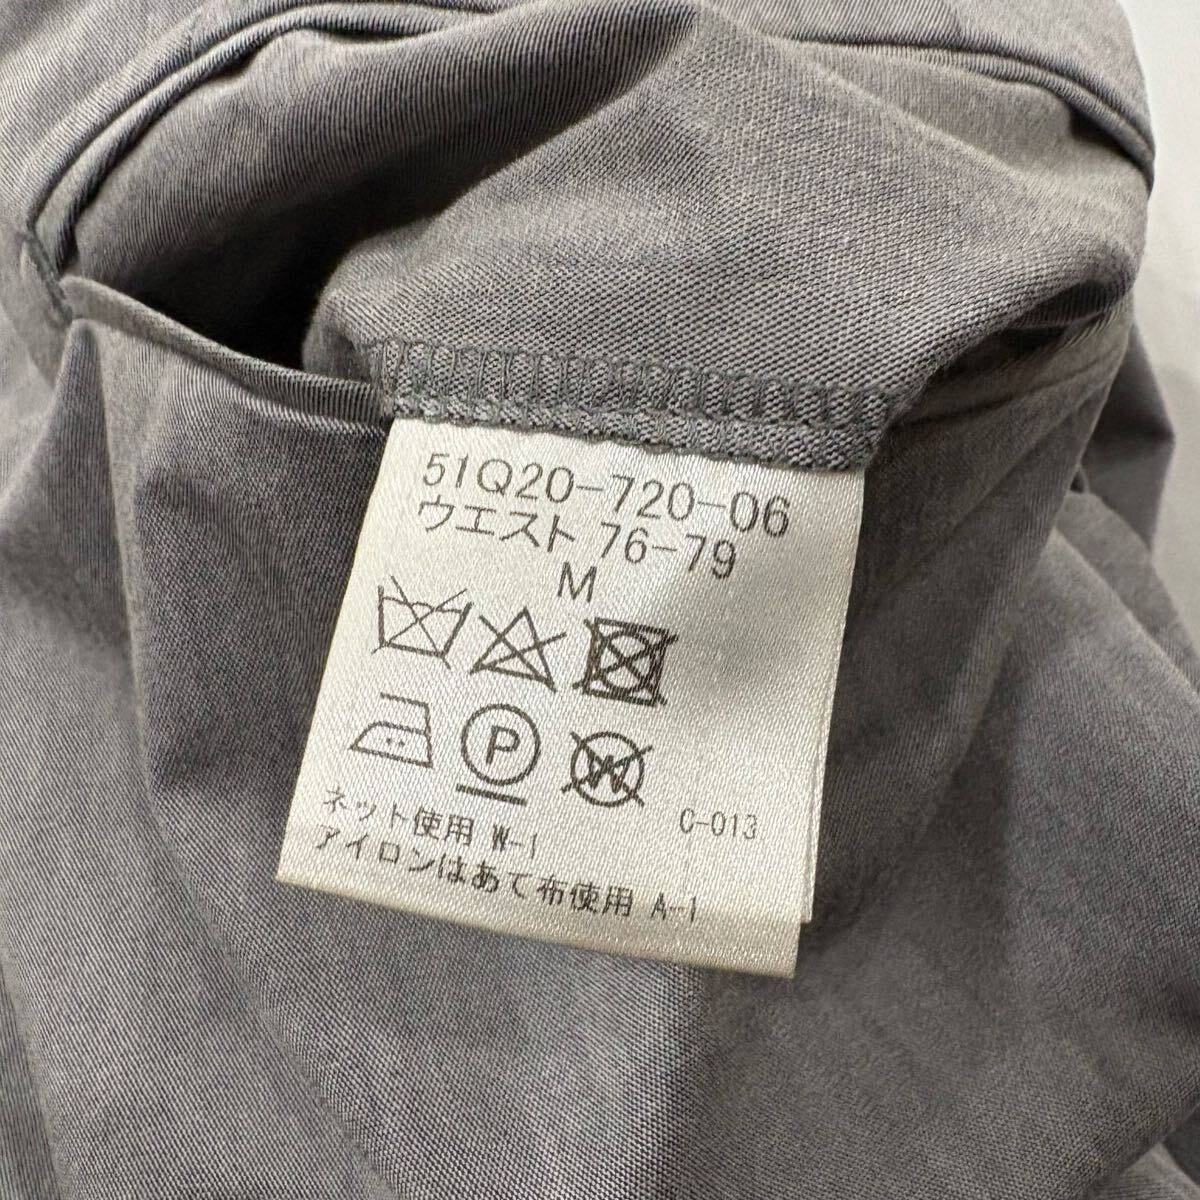 51Q20-720-06
ウエスト 76-79
M
P W
ネット使用 W-1 C-013
アイロンはあて布使用 A-1